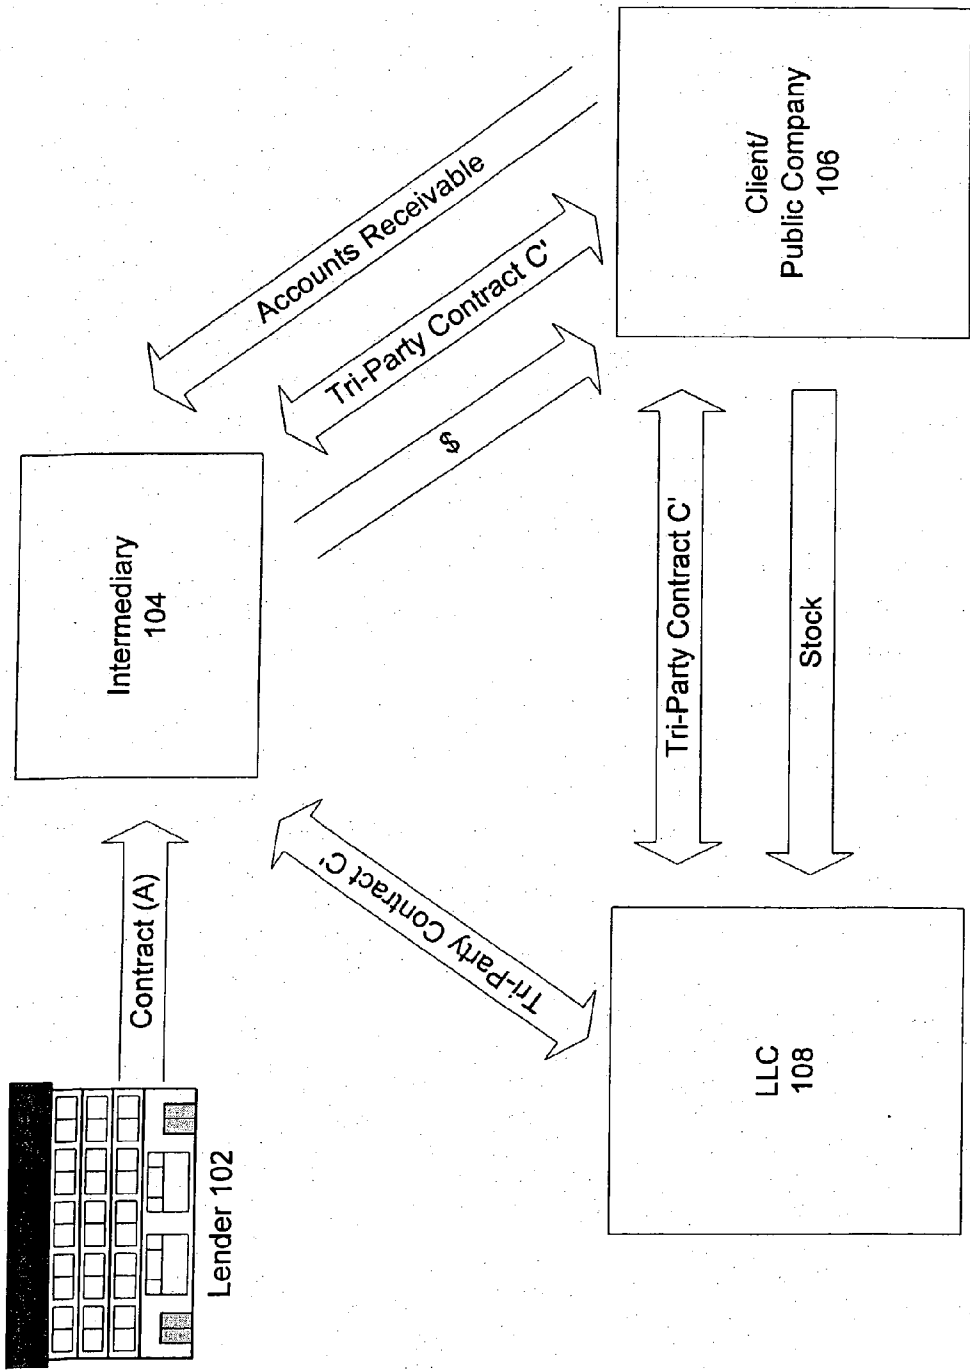 Lender 102
Contract (A)
Intermediary
104
Accounts Receivable
Tri-Party Contract C'
$
Tri-Party Contract C'
Tri-Party Contract C'
Stock
LLC
108
Client/
Public Company
106